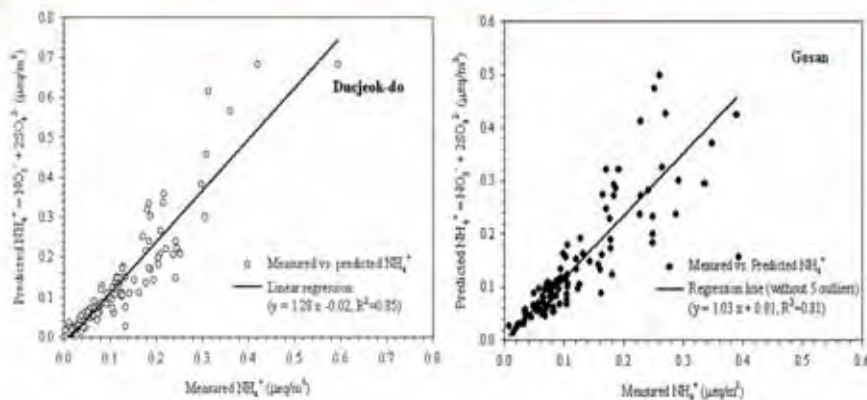 0.8
0.7
0.6
0.5
0.4
0.3
0.2
0.1
0.0
0.0 0.1 0.2 0.3 0.4 0.5 0.6 0.7 0.8
Predicted NH₄⁺ = NO₃⁻ + 2SO₄²⁻ (µeq/m³)
Measured NH₄⁺ (µeq/m³)
Ducjeok-do
Measured vs. predicted NH₄⁺
Linear regression
(y = 1.28 x -0.02, R²=0.85)
0.6
0.5
0.4
0.3
0.2
0.1
0.0
0.0 0.1 0.2 0.3 0.4 0.5 0.6
Predicted NH₄⁺ = NO₃⁻ + 2SO₄²⁻ (µeq/m³)
Measured NH₄⁺ (µeq/m³)
Gosan
Measured vs. Predicted NH₄⁺
Regression line (without 5 outliers)
(y = 1.03 x + 0.01, R²=0.81)